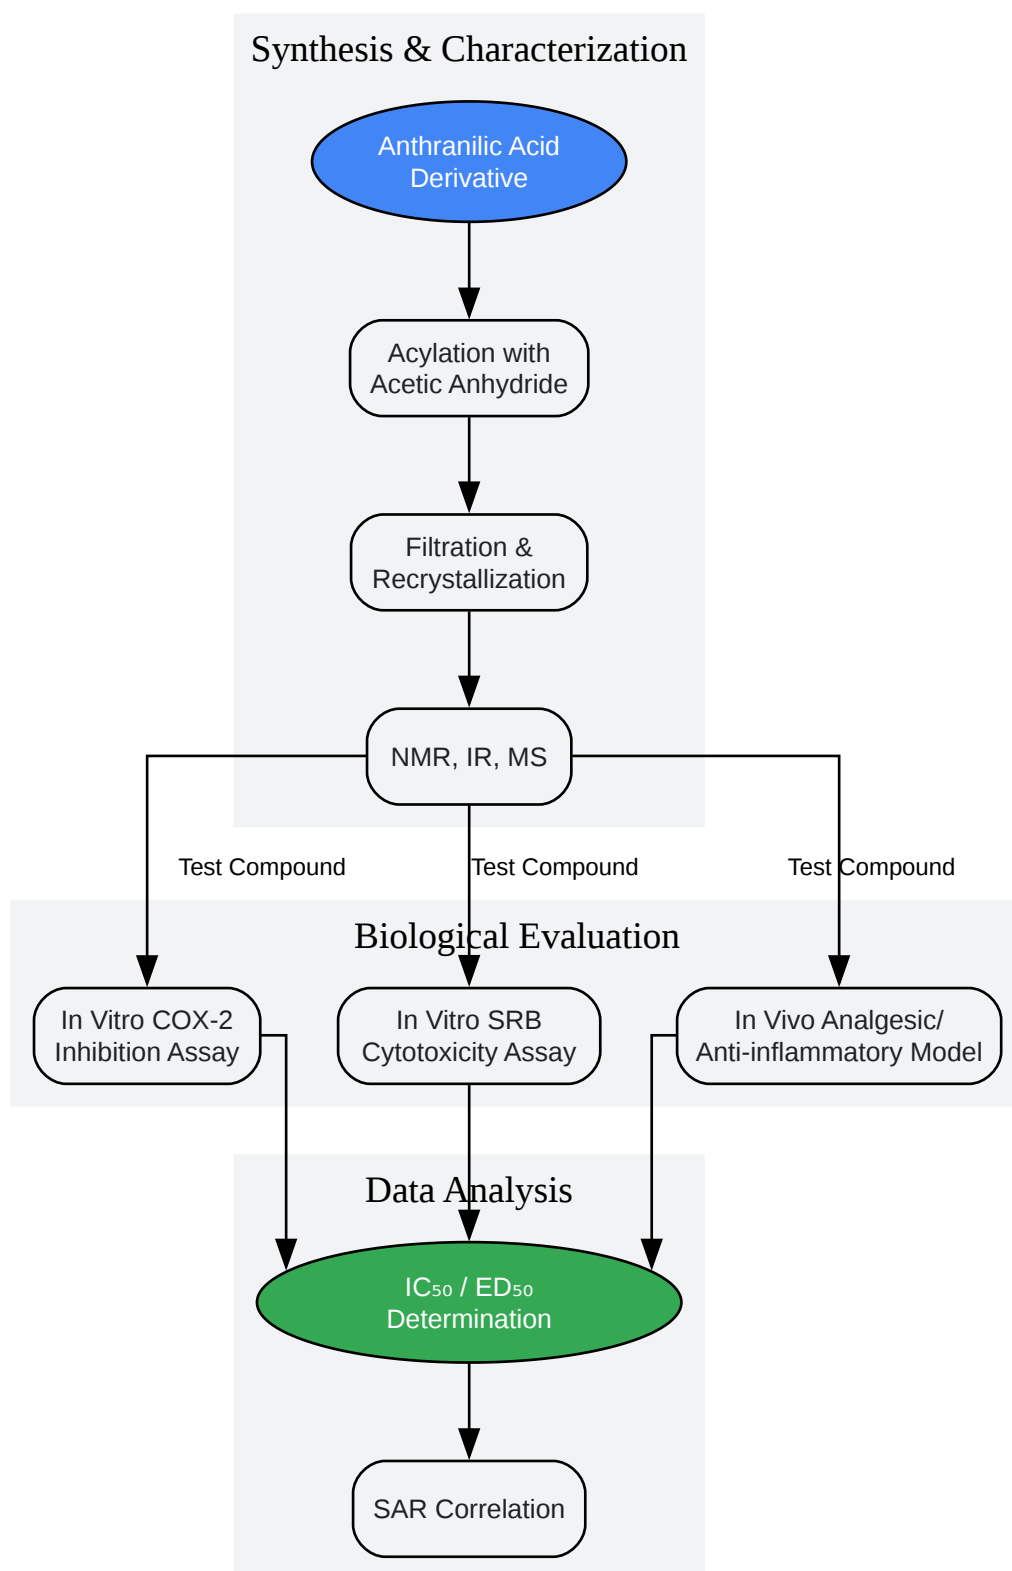 Synthesis & Characterization
Anthranilic Acid
Derivative
Acylation with
Acetic Anhydride
Filtration &
Recrystallization
NMR, IR, MS
Test Compound
Test Compound
Test Compound
Biological Evaluation
In Vitro COX-2
Inhibition Assay
In Vitro SRB
Cytotoxicity Assay
In Vivo Analgesic/
Anti-inflammatory Model
Data Analysis
IC₅₀ / ED₅₀
Determination
SAR Correlation